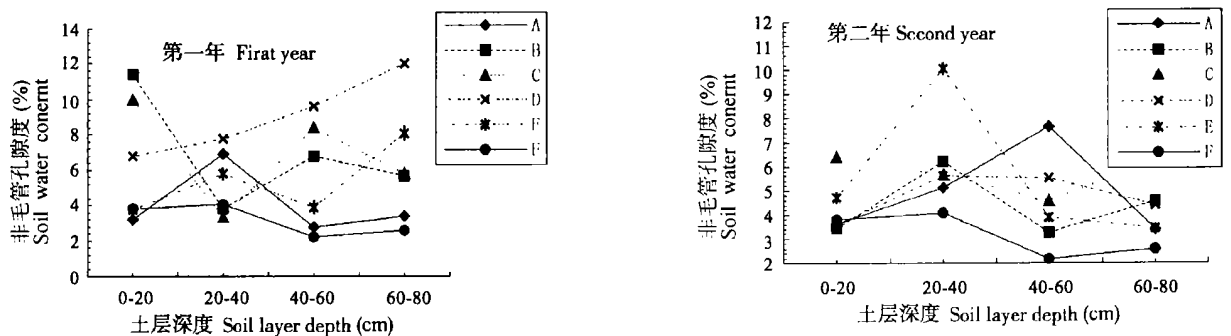 14
12
10
8
6
4
2
0
非毛管孔隙度 (%)
Soil water conernt
第一年 Firat year
0-20
20-40
40-60
60-80
土层深度 Soil layer depth (cm)
A
B
C
D
F
F
12
11
10
9
8
7
6
5
4
3
2
非毛管孔隙度 (%)
Soil water conernt
第二年 Second year
0-20
20-40
40-60
60-80
土层深度 Soil layer depth (cm)
A
B
C
D
E
F